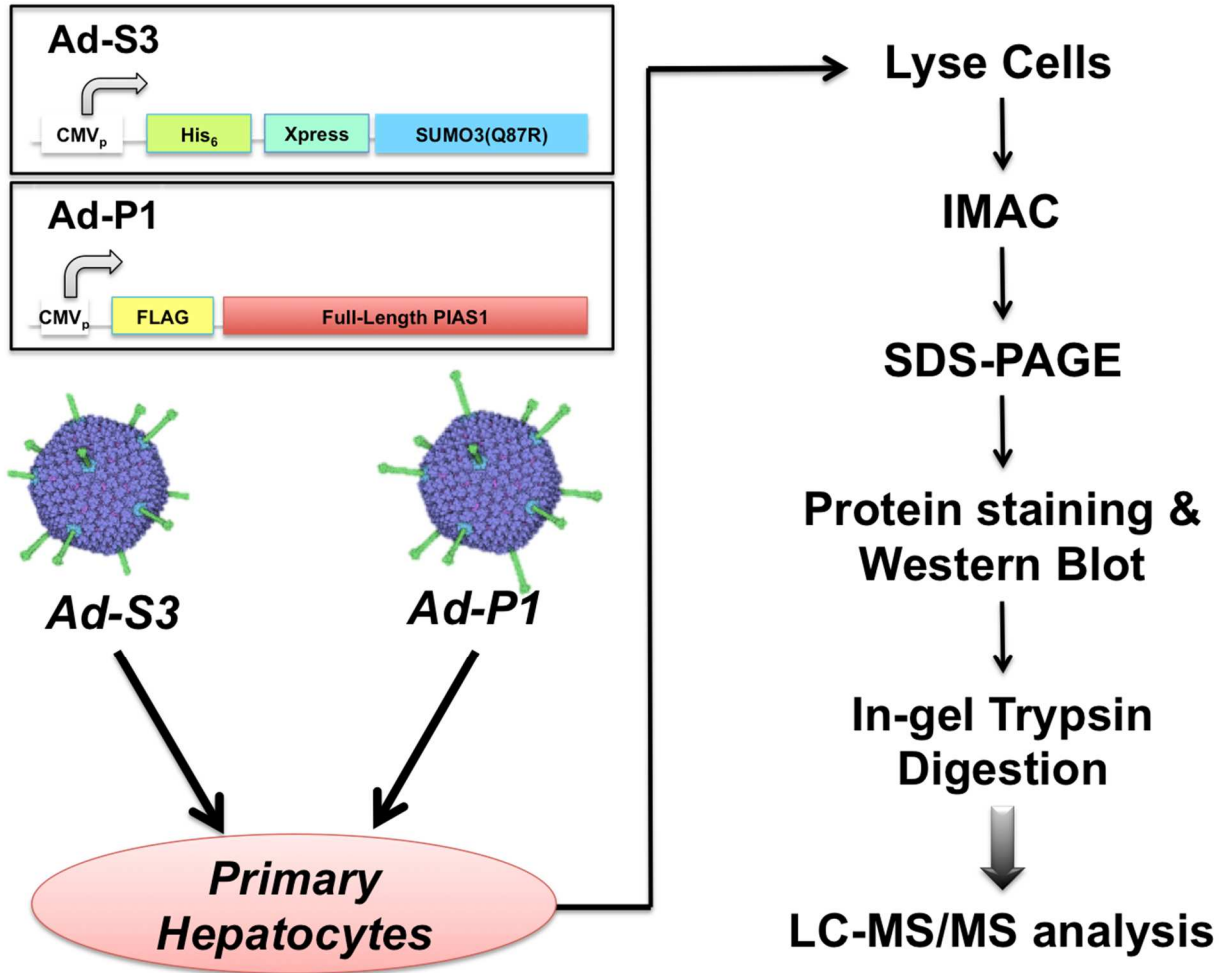 Ad-S3
CMVp His6 Xpress SUMO3(Q87R)
Ad-P1
CMVp FLAG Full-Length PIAS1
Ad-S3 Ad-P1
Primary
Hepatocytes
Lyse Cells
IMAC
SDS-PAGE
Protein staining &
Western Blot
In-gel Trypsin
Digestion
LC-MS/MS analysis